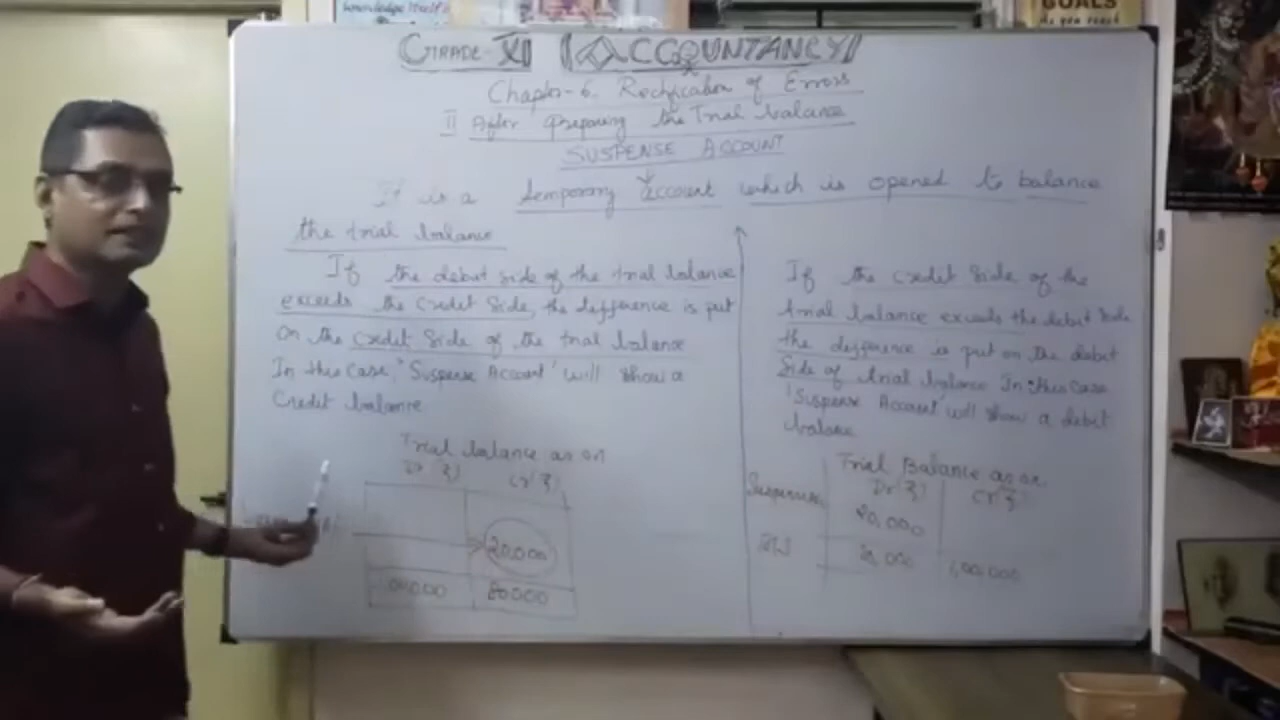 knowledge itself
GOALS
As you reach
GRADE-XI (ACCOUNTANCY)
Chapter-6. Rectification of Errors
II After preparing the Trial balance
SUSPENSE ACCOUNT
It is a temporary account which is opened to balance
the trial balance
If the debit side of the trial balance
exceeds the credit side, the difference is put
on the credit side of the trial balance
In this case, "Suspense Account" will show a
Credit balance
Trial balance as on
Dr (₹) Cr (₹)
20,000
80000
If the credit side of the
trial balance exceeds the debit side
the difference is put on the debit
side of trial balance In this case
'Suspense Account will show a debit
balance
Trial Balance as on
Dr (₹) Cr (₹)
Suspense
20,000
1,00,000